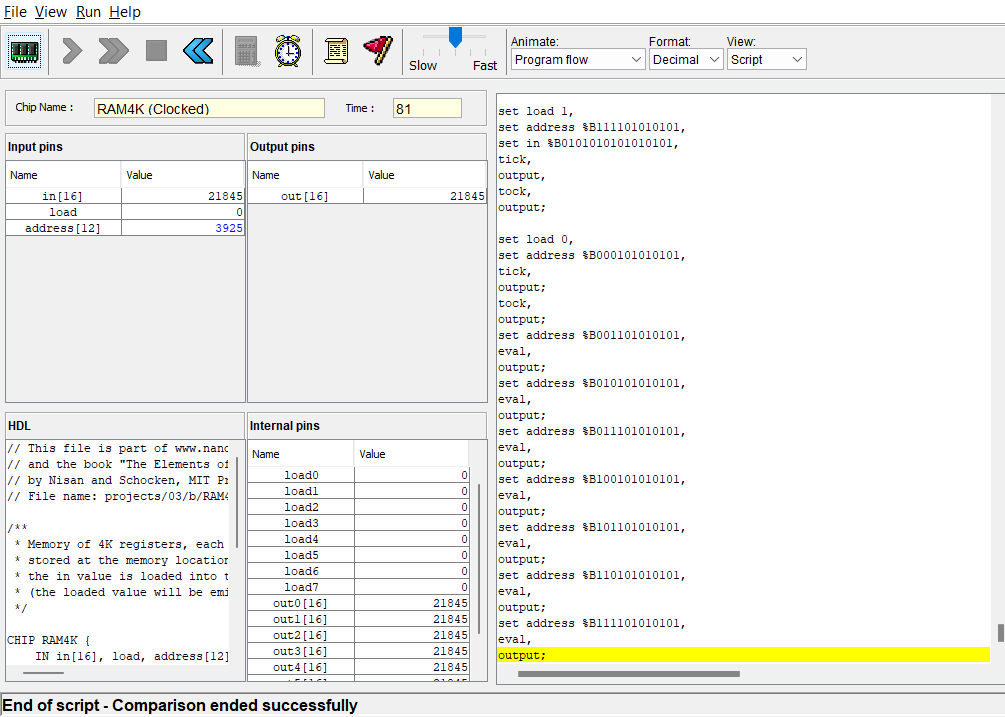 File View Run Help
Slow Fast
Animate: Format: View:
Program flow Decimal Script
Chip Name : RAM4K (Clocked) Time : 81
Input pins
Name Value
in[16] 21845
load 0
address[12] 3925
Output pins
Name Value
out[16] 21845
HDL
// This file is part of www.nand
// and the book "The Elements of
// by Nisan and Schocken, MIT Pr
// File name: projects/03/b/RAM4
/**
* Memory of 4K registers, each
* stored at the memory location
* the in value is loaded into t
* (the loaded value will be emi
*/
CHIP RAM4K {
IN in[16], load, address[12]
Internal pins
Name Value
load0 0
load1 0
load2 0
load3 0
load4 0
load5 0
load6 0
load7 0
out0[16] 21845
out1[16] 21845
out2[16] 21845
out3[16] 21845
out4[16] 21845
set load 1,
set address %B111101010101,
set in %B0101010101010101,
tick,
output,
tock,
output;
set load 0,
set address %B000101010101,
tick,
output;
tock,
output;
set address %B001101010101,
eval,
output;
set address %B010101010101,
eval,
output;
set address %B011101010101,
eval,
output;
set address %B100101010101,
eval,
output;
set address %B101101010101,
eval,
output;
set address %B110101010101,
eval,
output;
set address %B111101010101,
eval,
output;
End of script - Comparison ended successfully